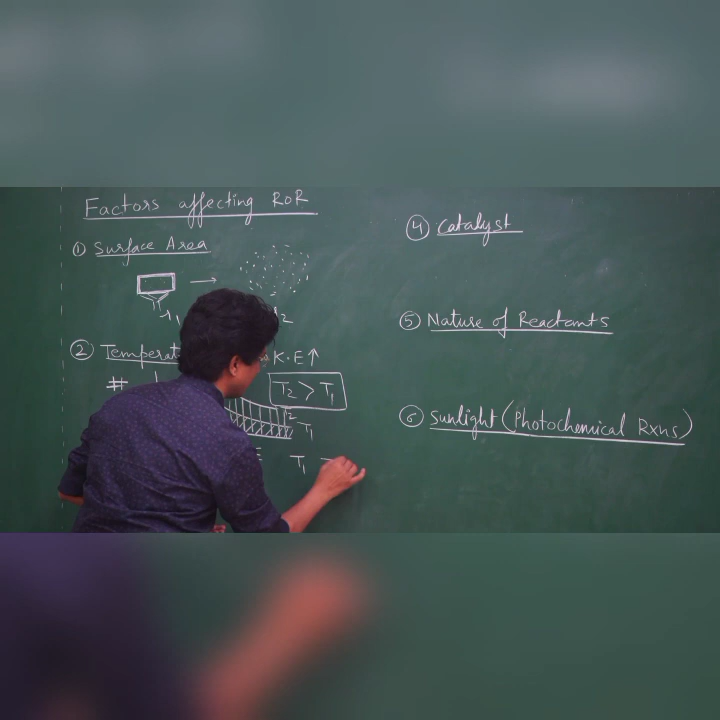 Factors affecting RoR
① Surface Area
② Temperat
K.E↑
#
T₂ > T₁
T₁
T₁
④ Catalyst
⑤ Nature of Reactants
⑥ Sunlight (Photochemical Rxns)